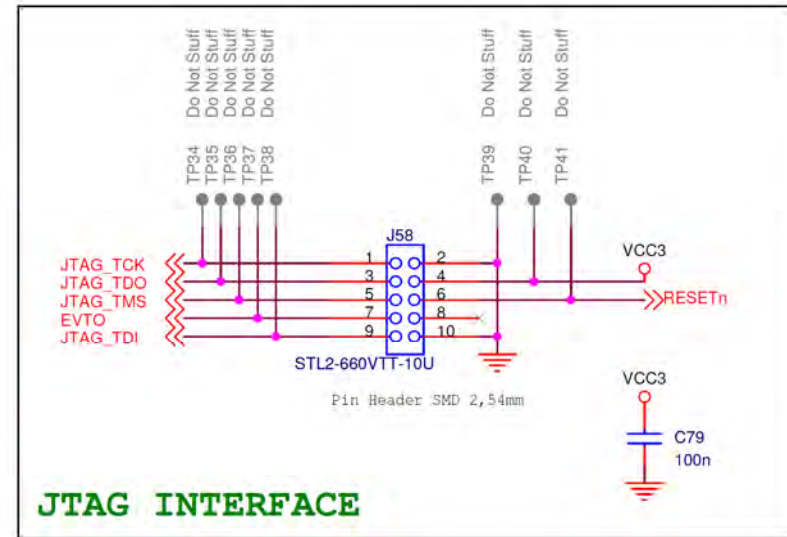 TP34 Do Not Stuff
TP35 Do Not Stuff
TP36 Do Not Stuff
TP37 Do Not Stuff
TP38 Do Not Stuff
TP39 Do Not Stuff
TP40 Do Not Stuff
TP41 Do Not Stuff
J58
VCC3
JTAG_TCK 1 2
JTAG_TDO 3 4
JTAG_TMS 5 6 RESETn
EVTO 7 8
JTAG_TDI 9 10
STL2-660VTT-10U
Pin Header SMD 2,54mm
VCC3
C79
100n
JTAG INTERFACE